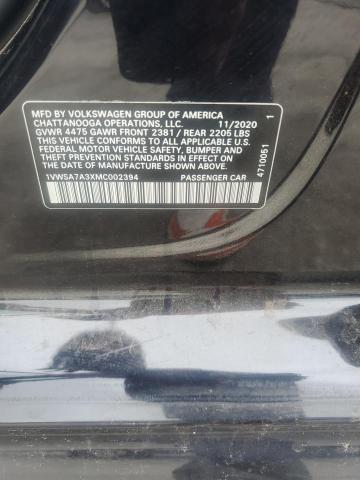 MFD BY VOLKSWAGEN GROUP OF AMERICA
CHATTANOOGA OPERATIONS, LLC. 11/2020
GVWR 4475 GAWR FRONT 2381 / REAR 2205 LBS
THIS VEHICLE CONFORMS TO ALL APPLICABLE U.S.
FEDERAL MOTOR VEHICLE SAFETY, BUMPER AND
THEFT PREVENTION STANDARDS IN EFFECT ON THE
DATE OF MANUFACTURE SHOWN ABOVE
1VWSA7A3XMC002394 PASSENGER CAR
1
4710051